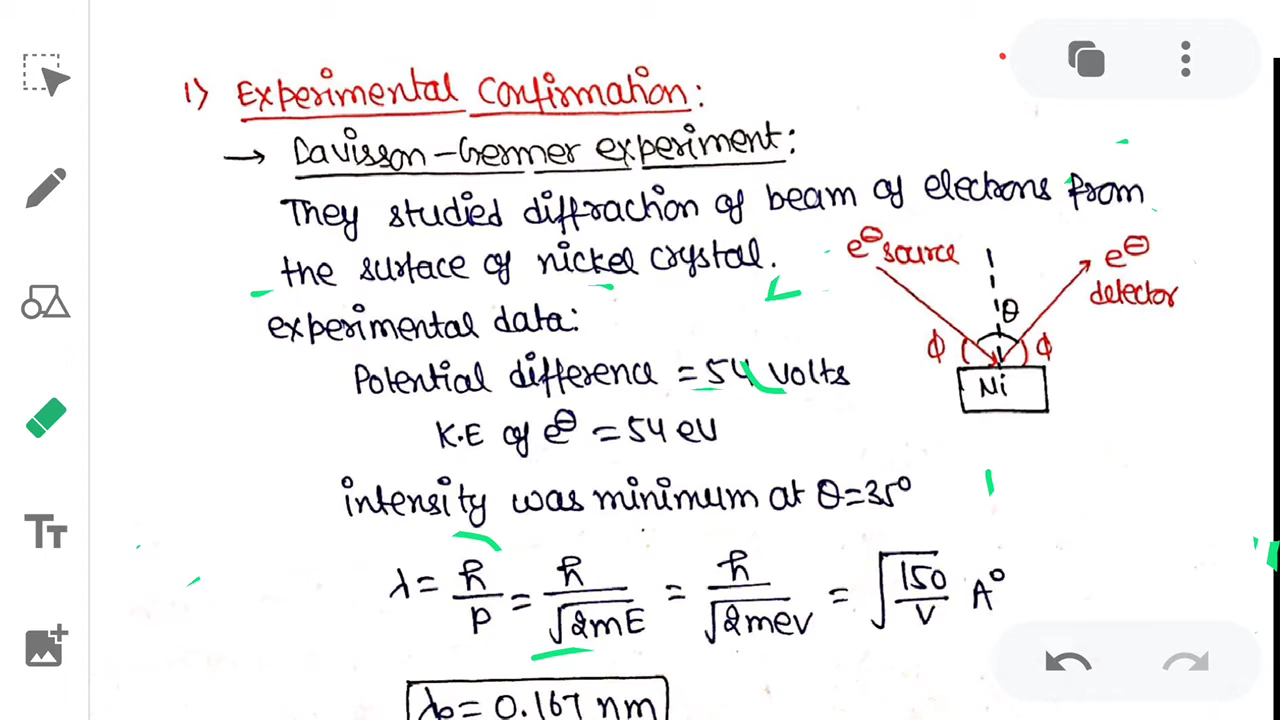 1) Experimental Confirmation:
→ Davisson-Germer experiment:
They studied diffraction of beam of electrons from
the surface of nickel crystal.
e⊖ source
e⊖
detector
θ
ϕ
ϕ
Ni
experimental data:
Potential difference = 54 volts
K.E of e⊖ = 54 eV
intensity was minimum at θ=35°
λ = h/P = h/√2mE = h/√2meV = √150/V A°
λe = 0.167 nm
Tт